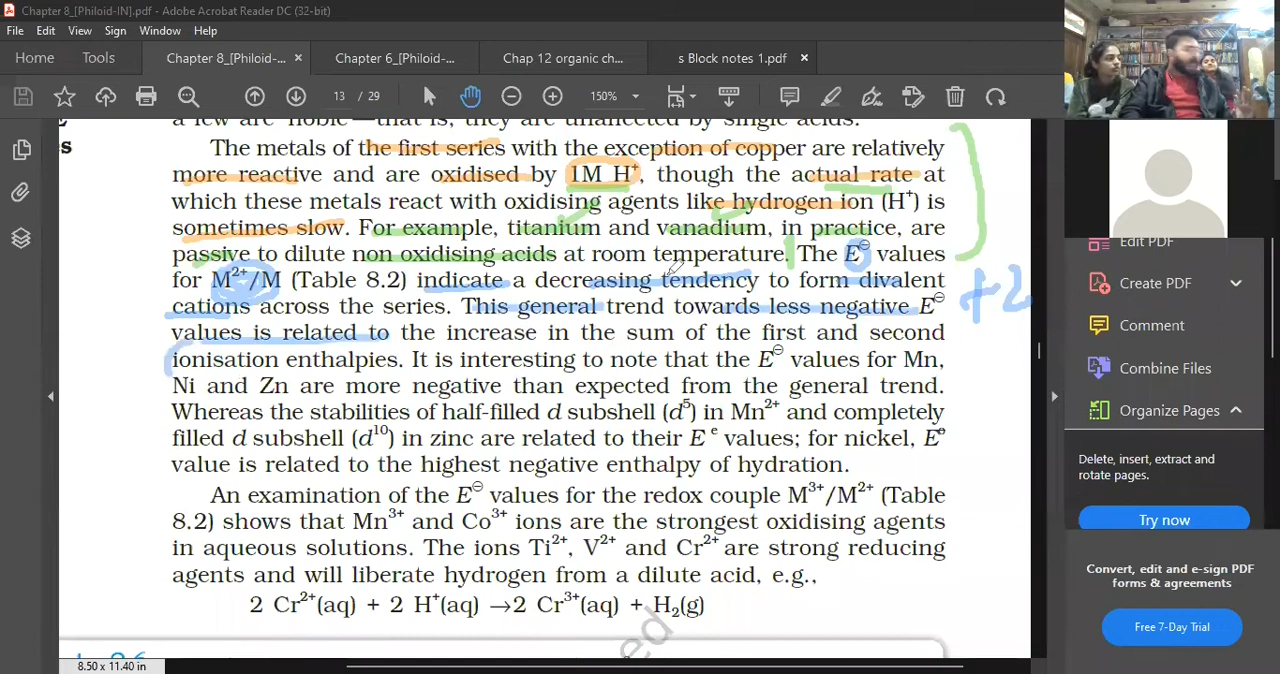 Chapter 8_[Philoid-IN].pdf - Adobe Acrobat Reader DC (32-bit)
File Edit View Sign Window Help
Home Tools Chapter 8_[Philoid-... × Chapter 6_[Philoid-... Chap 12 organic ch... s Block notes 1.pdf ×
13 / 29 150%
a few are 'noble'—that is, they are unaffected by single acids.
es
The metals of the first series with the exception of copper are relatively
more reactive and are oxidised by 1M H⁺, though the actual rate at
which these metals react with oxidising agents like hydrogen ion (H⁺) is
sometimes slow. For example, titanium and vanadium, in practice, are
passive to dilute non oxidising acids at room temperature. The E⊖ values
for M²⁺/M (Table 8.2) indicate a decreasing tendency to form divalent
cations across the series. This general trend towards less negative E⊖
+2
values is related to the increase in the sum of the first and second
ionisation enthalpies. It is interesting to note that the E⊖ values for Mn,
Ni and Zn are more negative than expected from the general trend.
Whereas the stabilities of half-filled d subshell (d⁵) in Mn²⁺ and completely
filled d subshell (d¹⁰) in zinc are related to their E ᵉ values; for nickel, Eᵉ
value is related to the highest negative enthalpy of hydration.
An examination of the E⊖ values for the redox couple M³⁺/M²⁺ (Table
8.2) shows that Mn³⁺ and Co³⁺ ions are the strongest oxidising agents
in aqueous solutions. The ions Ti²⁺, V²⁺ and Cr²⁺ are strong reducing
agents and will liberate hydrogen from a dilute acid, e.g.,
2 Cr²⁺(aq) + 2 H⁺(aq) →2 Cr³⁺(aq) + H₂(g)
8.50 x 11.40 in
Edit PDF
Create PDF
Comment
Combine Files
Organize Pages
Delete, insert, extract and
rotate pages.
Try now
Convert, edit and e-sign PDF
forms & agreements
Free 7-Day Trial